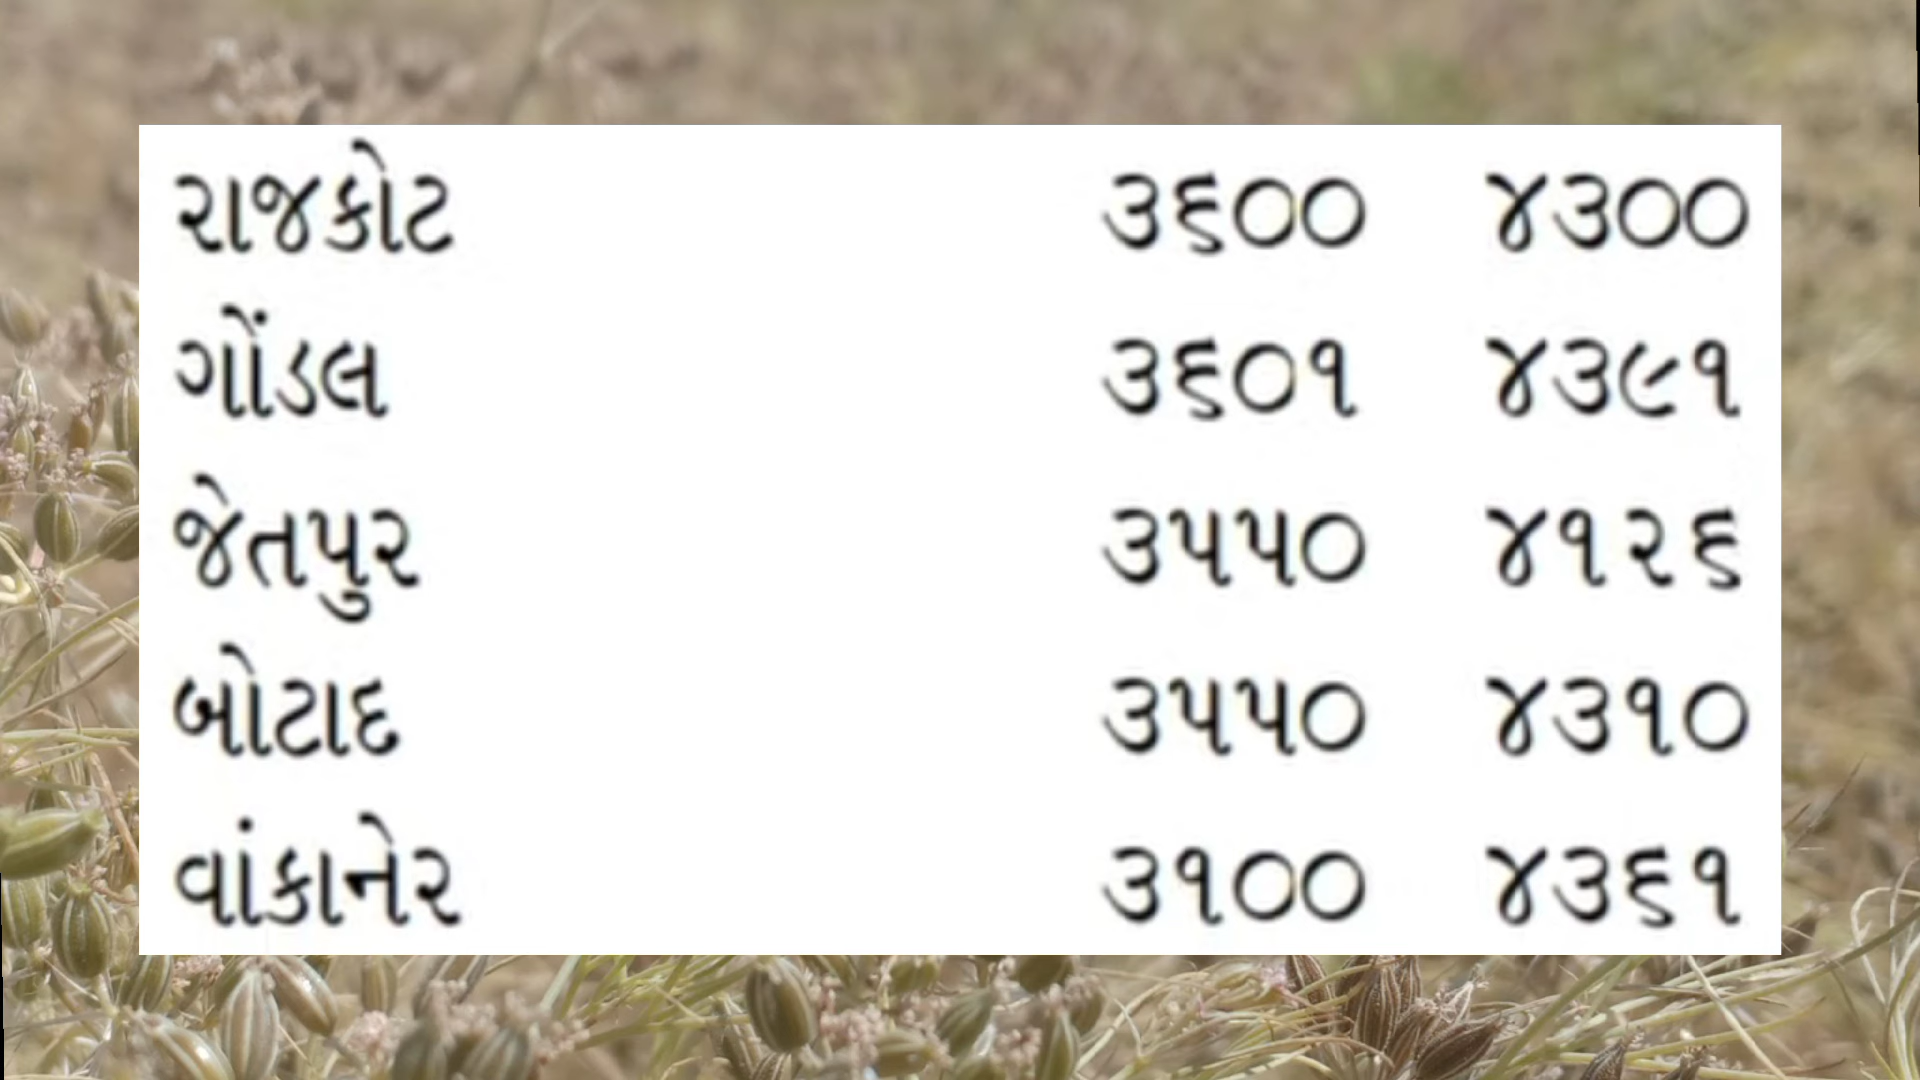 રાજકોટ ૩૬૦૦ ૪૩૦૦
ગોંડલ ૩૬૦૧ ૪૩૯૧
જેતપુર ૩૫૫૦ ૪૧૨૬
બોટાદ ૩૫૫૦ ૪૩૧૦
વાંકાનેર ૩૧૦૦ ૪૩૬૧